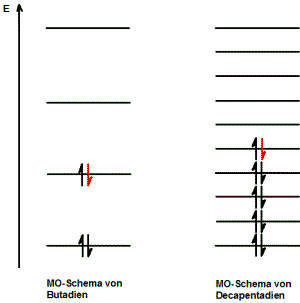 E
MO-Schema von
Butadien
MO-Schema von
Decapentadien